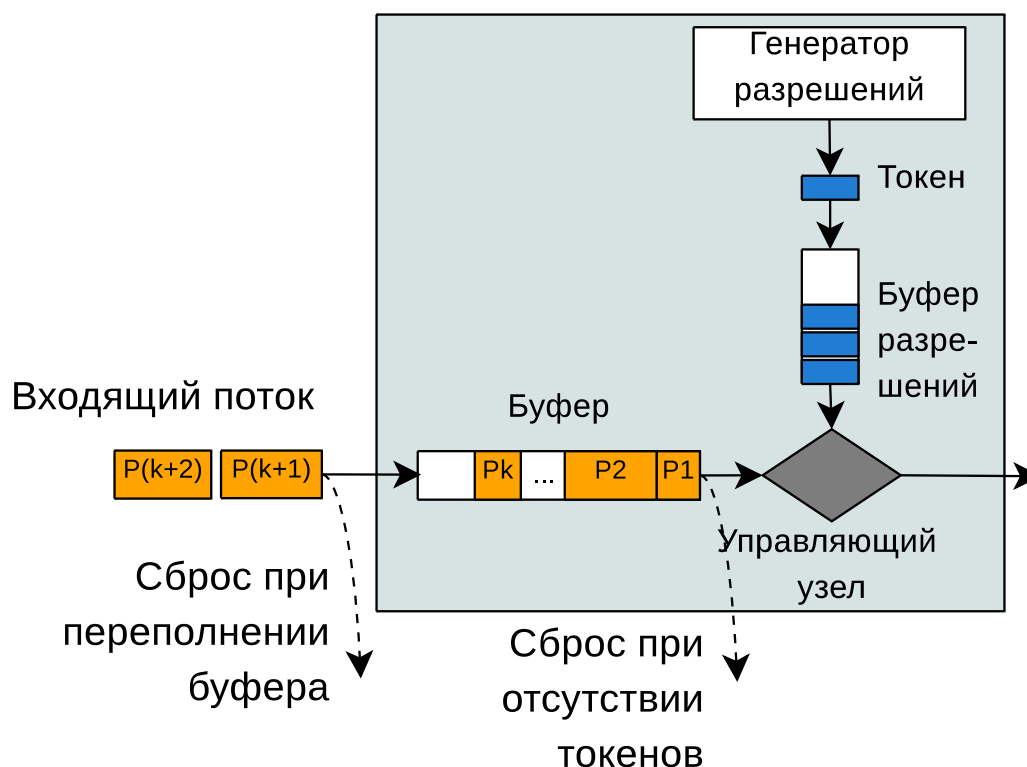 Генератор
разрешений
Токен
Буфер
разре-
шений
Входящий поток
Буфер
P(k+2)
P(k+1)
Pk
...
P2
P1
Управляющий
узел
Сброс при
переполнении
буфера
Сброс при
отсутствии
токенов